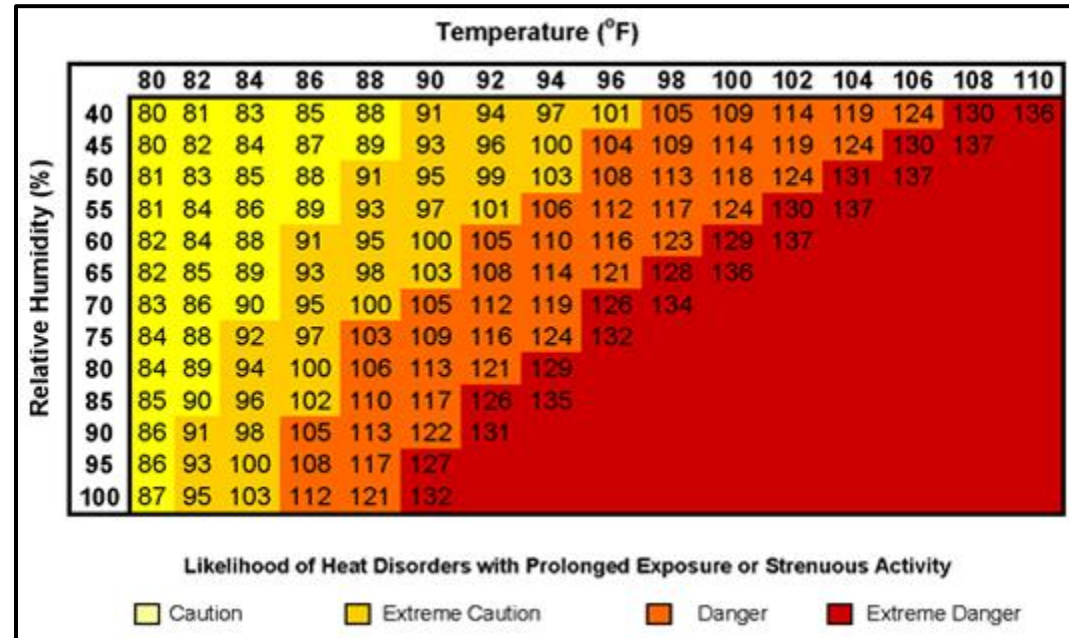 Temperature (°F)
80 82 84 86 88 90 92 94 96 98 100 102 104 106 108 110
Relative Humidity (%)
40 80 81 83 85 88 91 94 97 101 105 109 114 119 124 130 136
45 80 82 84 87 89 93 96 100 104 109 114 119 124 130 137
50 81 83 85 88 91 95 99 103 108 113 118 124 131 137
55 81 84 86 89 93 97 101 106 112 117 124 130 137
60 82 84 88 91 95 100 105 110 116 123 129 137
65 82 85 89 93 98 103 108 114 121 128 136
70 83 86 90 95 100 105 112 119 126 134
75 84 88 92 97 103 109 116 124 132
80 84 89 94 100 106 113 121 129
85 85 90 96 102 110 117 126 135
90 86 91 98 105 113 122 131
95 86 93 100 108 117 127
100 87 95 103 112 121 132
Likelihood of Heat Disorders with Prolonged Exposure or Strenuous Activity
Caution Extreme Caution Danger Extreme Danger